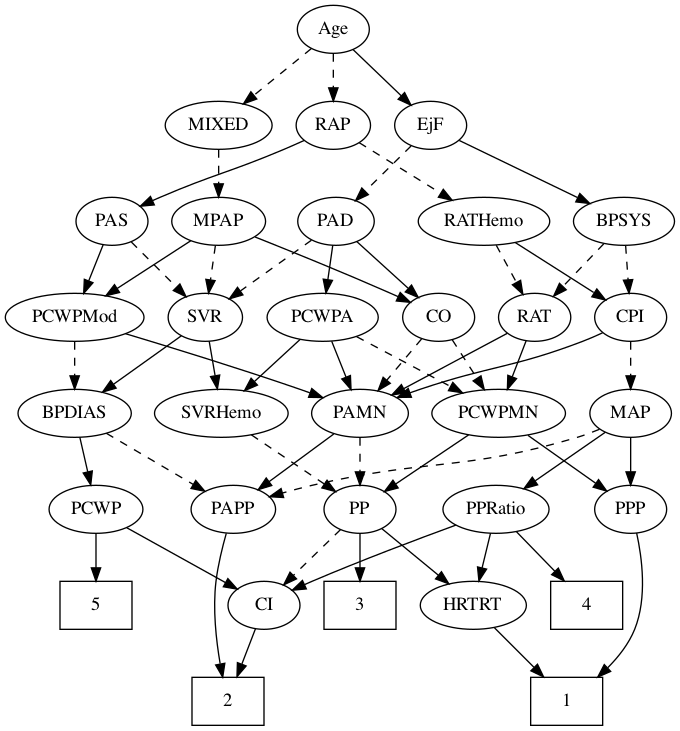 Age
MIXED RAP EjF
PAS MPAP PAD RATHemo BPSYS
PCWPMod SVR PCWPA CO RAT CPI
BPDIAS SVRHemo PAMN PCWPMN MAP
PCWP PAPP PP PPRatio PPP
5 CI 3 HRTRT 4
2 1